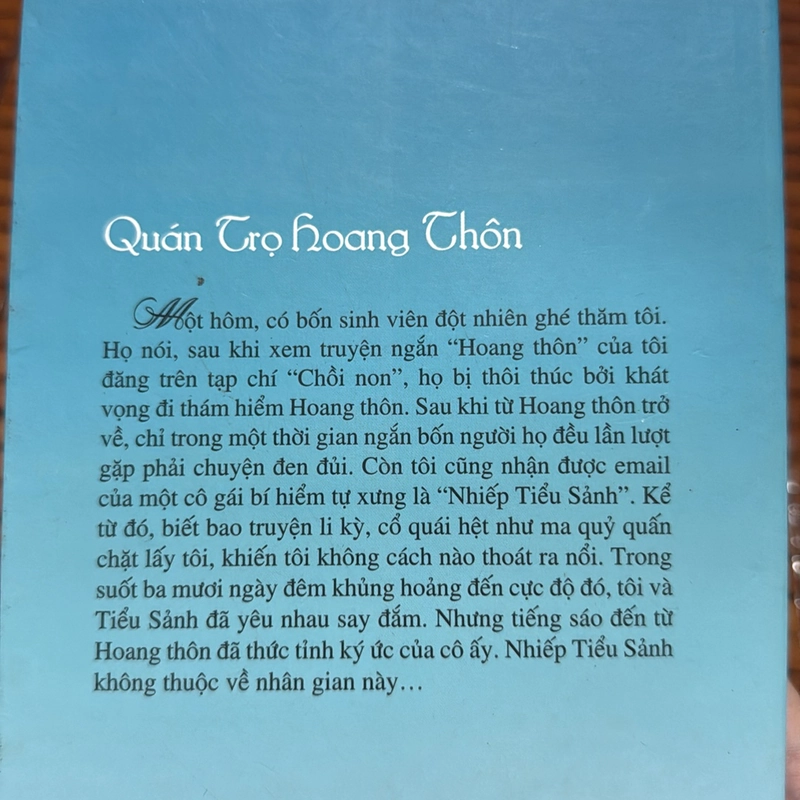 Quán Trọ Hoang Thôn
Một hôm, có bốn sinh viên đột nhiên ghé thăm tôi.
Họ nói, sau khi xem truyện ngắn “Hoang thôn” của tôi
đăng trên tạp chí “Chồi non”, họ bị thôi thúc bởi khát
vọng đi thám hiểm Hoang thôn. Sau khi từ Hoang thôn trở
về, chỉ trong một thời gian ngắn bốn người họ đều lần lượt
gặp phải chuyện đen đủi. Còn tôi cũng nhận được email
của một cô gái bí hiểm tự xưng là “Nhiếp Tiểu Sảnh”. Kể
từ đó, biết bao truyện li kỳ, cổ quái hệt như ma quỷ quấn
chặt lấy tôi, khiến tôi không cách nào thoát ra nổi. Trong
suốt ba mươi ngày đêm khủng hoảng đến cực độ đó, tôi và
Tiểu Sảnh đã yêu nhau say đắm. Nhưng tiếng sáo đến từ
Hoang thôn đã thức tỉnh ký ức của cô ấy. Nhiếp Tiểu Sảnh
không thuộc về nhân gian này…